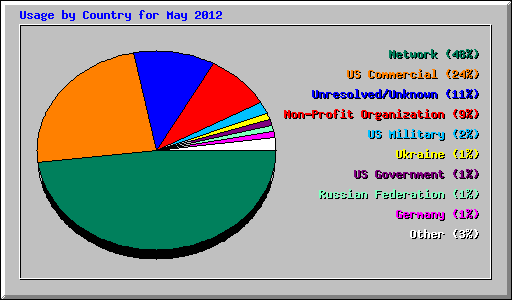 Usage by Country for May 2012
Network (48%)
US Commercial (24%)
Unresolved/Unknown (11%)
Non-Profit Organization (9%)
US Military (2%)
Ukraine (1%)
US Government (1%)
Russian Federation (1%)
Germany (1%)
Other (3%)